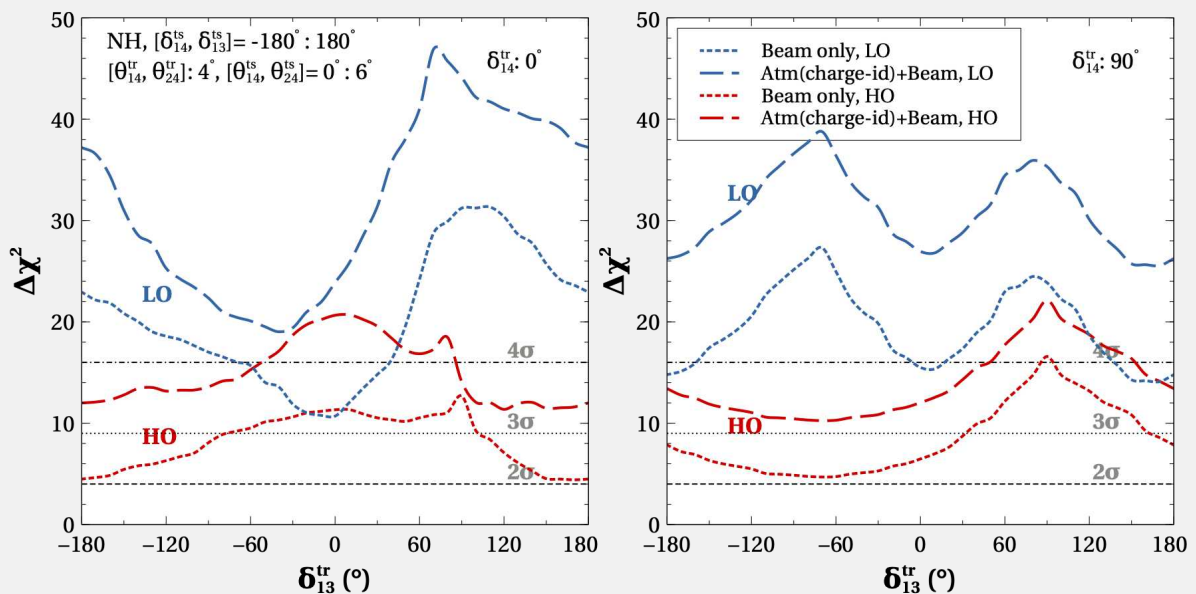 NH, [δ₁₄ᵗˢ, δ₁₃ᵗˢ]= -180° : 180°
[θ₁₄ᵗʳ, θ₂₄ᵗʳ]: 4°, [θ₁₄ᵗˢ, θ₂₄ᵗˢ]= 0° : 6°
δ₁₄ᵗʳ: 0°
LO
HO
4σ
3σ
2σ
Δχ²
50
40
30
20
10
0
-180
-120
-60
0
60
120
180
δ₁₃ᵗʳ (°)
Beam only, LO
Atm(charge-id)+Beam, LO
Beam only, HO
Atm(charge-id)+Beam, HO
δ₁₄ᵗʳ: 90°
LO
HO
4σ
3σ
2σ
Δχ²
50
40
30
20
10
0
-180
-120
-60
0
60
120
180
δ₁₃ᵗʳ (°)